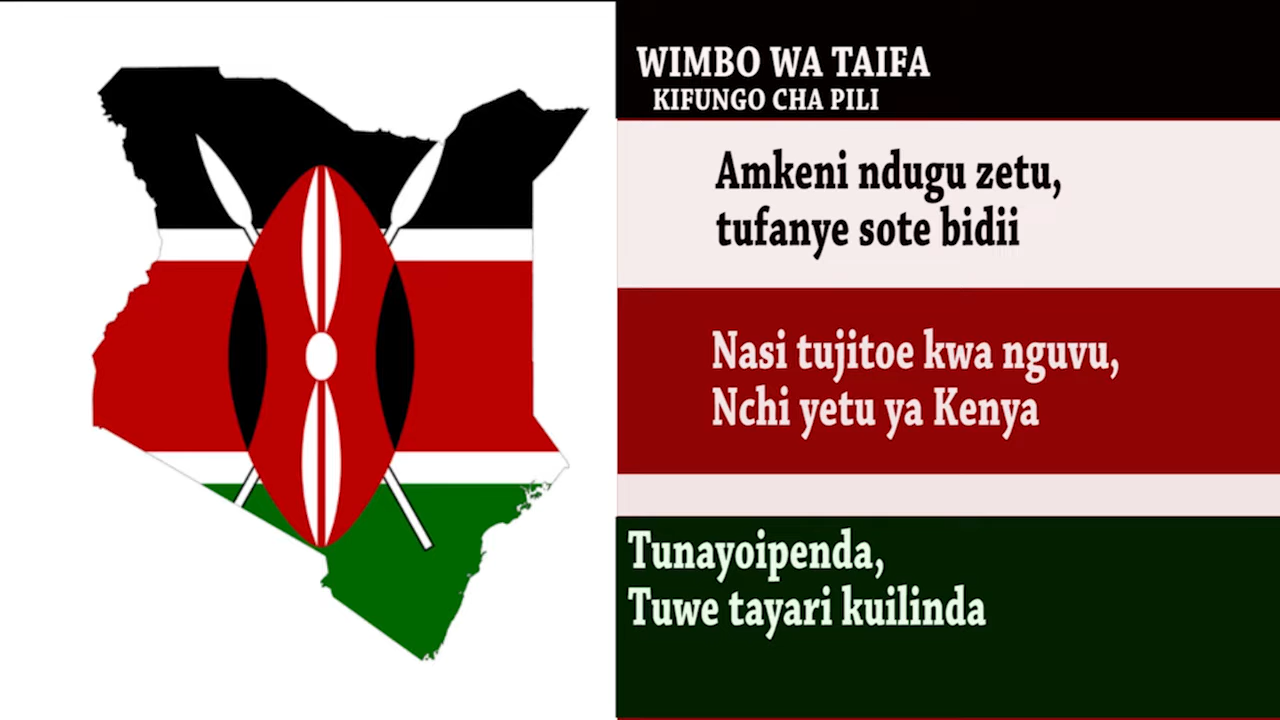 WIMBO WA TAIFA
KIFUNGO CHA PILI
Amkeni ndugu zetu,
tufanye sote bidii
Nasi tujitoe kwa nguvu,
Nchi yetu ya Kenya
Tunayoipenda,
Tuwe tayari kuilinda